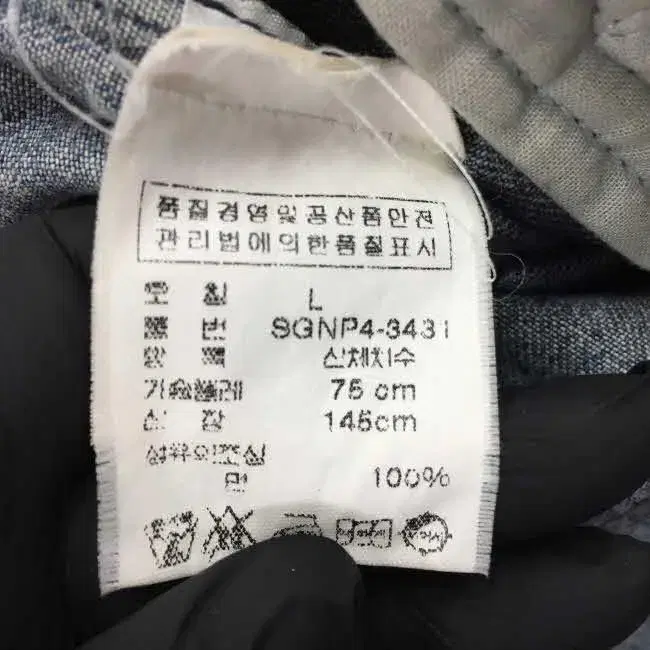 품질경영및공산품안전
관리법에의한품질표시
호 칭 L
품 번 SGNP4-3431
신체치수
가슴둘레 75 cm
신 장 145cm
섬유의조성
면 100%